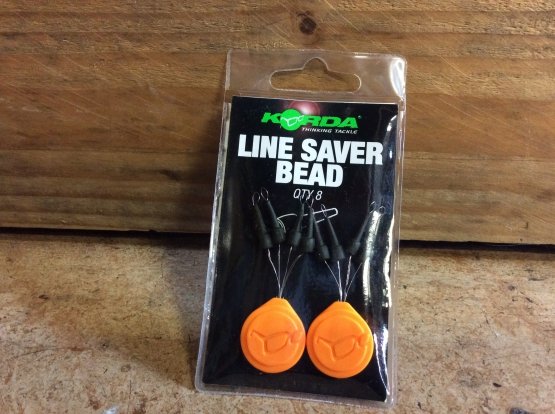 KORDA
THINKING TACKLE
LINE SAVER
BEAD
QTY 8